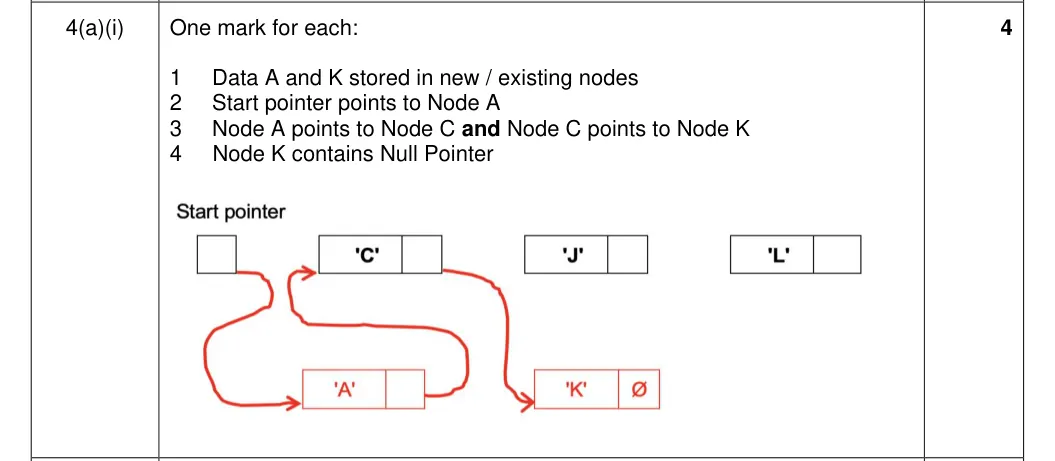 4(a)(i) One mark for each: 4
1 Data A and K stored in new / existing nodes
2 Start pointer points to Node A
3 Node A points to Node C and Node C points to Node K
4 Node K contains Null Pointer
Start pointer
'C' 'J' 'L'
'A' 'K' Ø